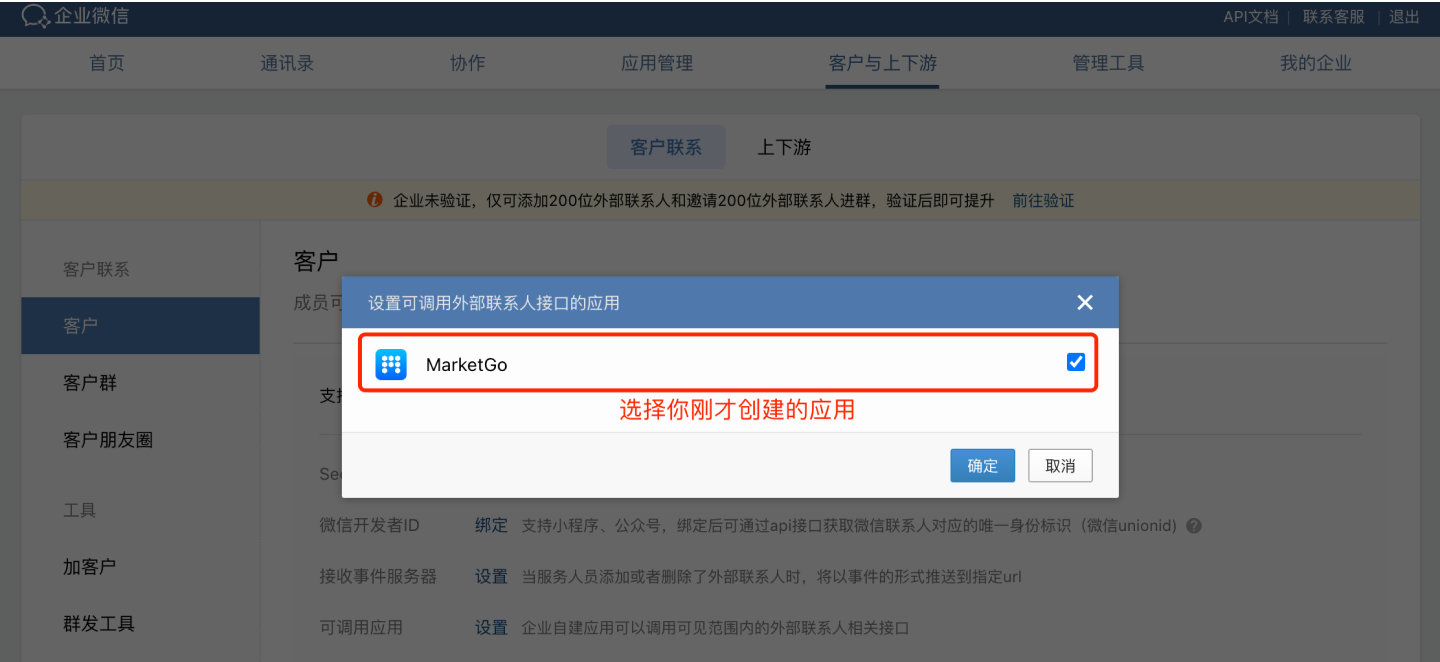 企业微信
API文档 | 联系客服 | 退出
首页 通讯录 协作 应用管理 客户与上下游 管理工具 我的企业
客户联系 上下游
企业未验证，仅可添加200位外部联系人和邀请200位外部联系人进群，验证后即可提升 前往验证
客户联系
客户
客户群
客户朋友圈
工具
加客户
群发工具
客户
成员可
设置可调用外部联系人接口的应用
MarketGo
选择你刚才创建的应用
确定 取消
微信开发者ID 绑定 支持小程序、公众号，绑定后可通过api接口获取微信联系人对应的唯一身份标识（微信unionid）
接收事件服务器 设置 当服务人员添加或者删除了外部联系人时，将以事件的形式推送到指定url
可调用应用 设置 企业自建应用可以调用可见范围内的外部联系人相关接口